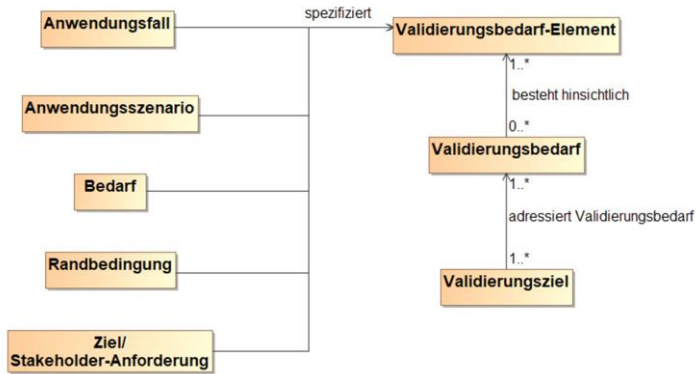 spezifiziert
Anwendungsfall
Validierungsbedarf-Element
1..*
besteht hinsichtlich
Anwendungsszenario
0..*
Validierungsbedarf
Bedarf
1..*
adressiert Validierungsbedarf
Randbedingung
1..*
Validierungsziel
Ziel/
Stakeholder-Anforderung